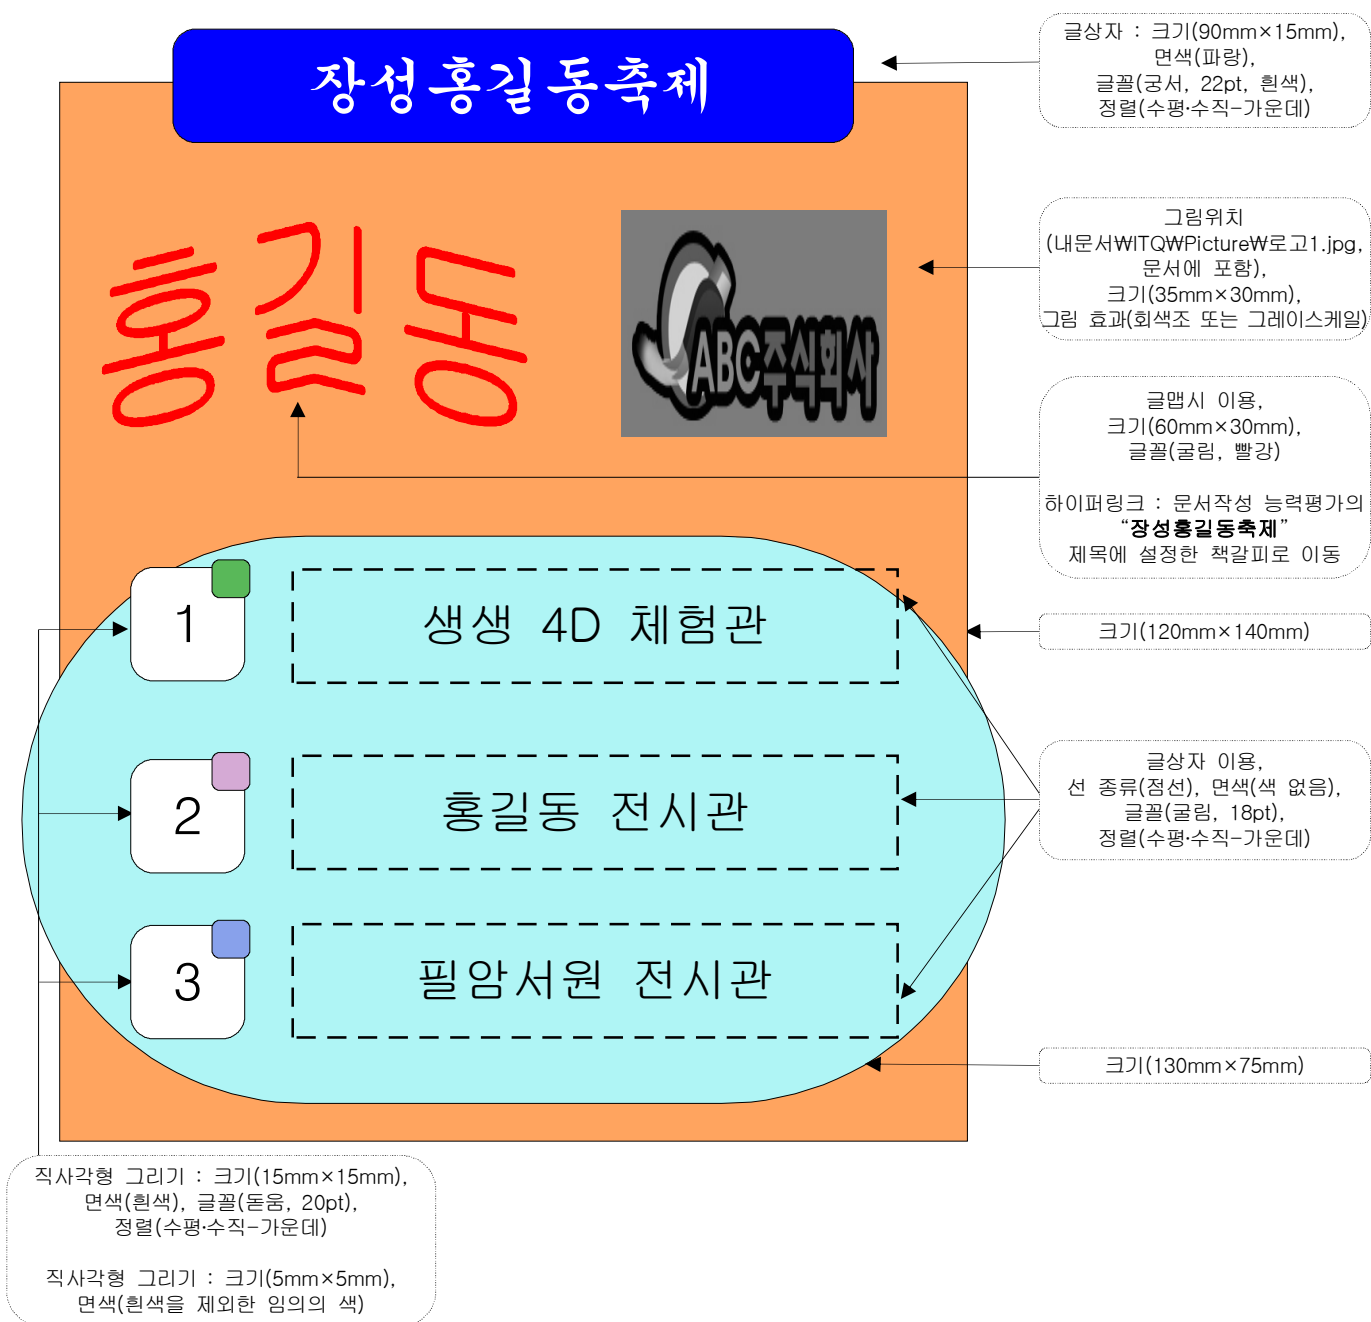 장성홍길동축제
글상자 : 크기(90mm×15mm),
면색(파랑),
글꼴(궁서, 22pt, 흰색),
정렬(수평·수직-가운데)
홍길동
ABC주식회사
그림위치
(내문서₩ITQ₩Picture₩로고1.jpg,
문서에 포함),
크기(35mm×30mm),
그림 효과(회색조 또는 그레이스케일)
글맵시 이용,
크기(60mm×30mm),
글꼴(굴림, 빨강)
하이퍼링크 : 문서작성 능력평가의
“장성홍길동축제”
제목에 설정한 책갈피로 이동
1
생생 4D 체험관
크기(120mm×140mm)
2
홍길동 전시관
글상자 이용,
선 종류(점선), 면색(색 없음),
글꼴(굴림, 18pt),
정렬(수평·수직-가운데)
3
필암서원 전시관
크기(130mm×75mm)
직사각형 그리기 : 크기(15mm×15mm),
면색(흰색), 글꼴(돋움, 20pt),
정렬(수평·수직-가운데)
직사각형 그리기 : 크기(5mm×5mm),
면색(흰색을 제외한 임의의 색)